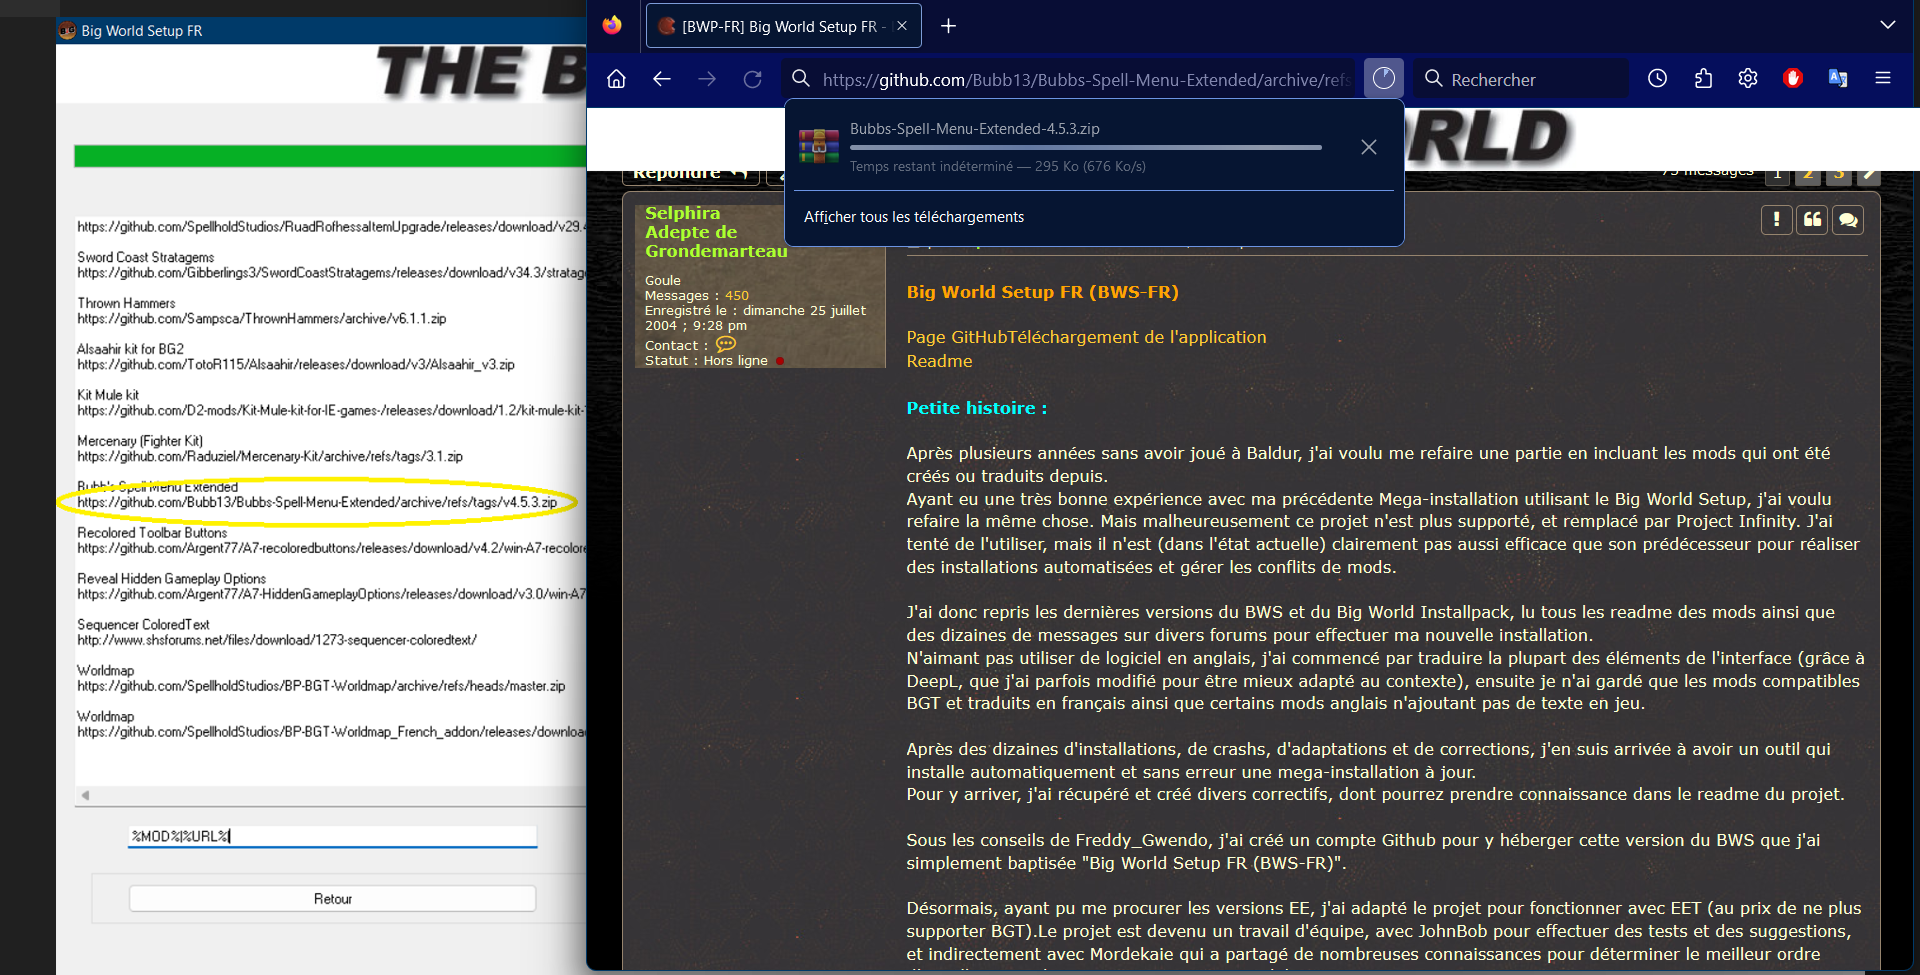 Big World Setup FR
THE B
https://github.com/SpellholdStudios/RuadRofhessaItemUpgrade/releases/download/v29.
Sword Coast Stratagems
https://github.com/Gibberlings3/SwordCoastStratagems/releases/download/v34.3/stratag
Thrown Hammers
https://github.com/Sampsca/ThrownHammers/archive/v6.1.1.zip
Alsaahir kit for BG2
https://github.com/TotoR115/Alsaahir/releases/download/v3/Alsaahir_v3.zip
Kit Mule kit
https://github.com/D2-mods/Kit-Mule-kit-for-IE-games-/releases/download/1.2/kit-mule-kit-
Mercenary (Fighter Kit)
https://github.com/Raduziel/Mercenary-Kit/archive/refs/tags/3.1.zip
Bubb's Spell Menu Extended
https://github.com/Bubb13/Bubbs-Spell-Menu-Extended/archive/refs/tags/v4.5.3.zip
Recolored Toolbar Buttons
https://github.com/Argent77/A7-recoloredbuttons/releases/download/v4.2/win-A7-recolore
Reveal Hidden Gameplay Options
https://github.com/Argent77/A7-HiddenGameplayOptions/releases/download/v3.0/win-A7
Sequencer ColoredText
http://www.shsforums.net/files/download/1273-sequencer-coloredtext/
Worldmap
https://github.com/SpellholdStudios/BP-BGT-Worldmap/archive/refs/heads/master.zip
Worldmap
https://github.com/SpellholdStudios/BP-BGT-Worldmap_French_addon/releases/downloa
%MOD%|%URL%|
Retour
[BWP-FR] Big World Setup FR -
https://github.com/Bubb13/Bubbs-Spell-Menu-Extended/archive/refs
Rechercher
Bubbs-Spell-Menu-Extended-4.5.3.zip
Temps restant indéterminé — 295 Ko (676 Ko/s)
Afficher tous les téléchargements
RLD
Répondre
75 messages 1 2 3
Selphira
Adepte de
Grondemarteau
Goule
Messages : 450
Enregistré le : dimanche 25 juillet
2004 ; 9:28 pm
Contact :
Statut : Hors ligne
Big World Setup FR (BWS-FR)
Page GitHubTéléchargement de l'application
Readme
Petite histoire :
Après plusieurs années sans avoir joué à Baldur, j'ai voulu me refaire une partie en incluant les mods qui ont été
créés ou traduits depuis.
Ayant eu une très bonne expérience avec ma précédente Mega-installation utilisant le Big World Setup, j'ai voulu
refaire la même chose. Mais malheureusement ce projet n'est plus supporté, et remplacé par Project Infinity. J'ai
tenté de l'utiliser, mais il n'est (dans l'état actuelle) clairement pas aussi efficace que son prédécesseur pour réaliser
des installations automatisées et gérer les conflits de mods.
J'ai donc repris les dernières versions du BWS et du Big World Installpack, lu tous les readme des mods ainsi que
des dizaines de messages sur divers forums pour effectuer ma nouvelle installation.
N'aimant pas utiliser de logiciel en anglais, j'ai commencé par traduire la plupart des éléments de l'interface (grâce à
DeepL, que j'ai parfois modifié pour être mieux adapté au contexte), ensuite je n'ai gardé que les mods compatibles
BGT et traduits en français ainsi que certains mods anglais n'ajoutant pas de texte en jeu.
Après des dizaines d'installations, de crashs, d'adaptations et de corrections, j'en suis arrivée à avoir un outil qui
installe automatiquement et sans erreur une mega-installation à jour.
Pour y arriver, j'ai récupéré et créé divers correctifs, dont pourrez prendre connaissance dans le readme du projet.
Sous les conseils de Freddy_Gwendo, j'ai créé un compte Github pour y héberger cette version du BWS que j'ai
simplement baptisée "Big World Setup FR (BWS-FR)".
Désormais, ayant pu me procurer les versions EE, j'ai adapté le projet pour fonctionner avec EET (au prix de ne plus
supporter BGT).Le projet est devenu un travail d'équipe, avec JohnBob pour effectuer des tests et des suggestions,
et indirectement avec Mordekaie qui a partagé de nombreuses connaissances pour déterminer le meilleur ordre